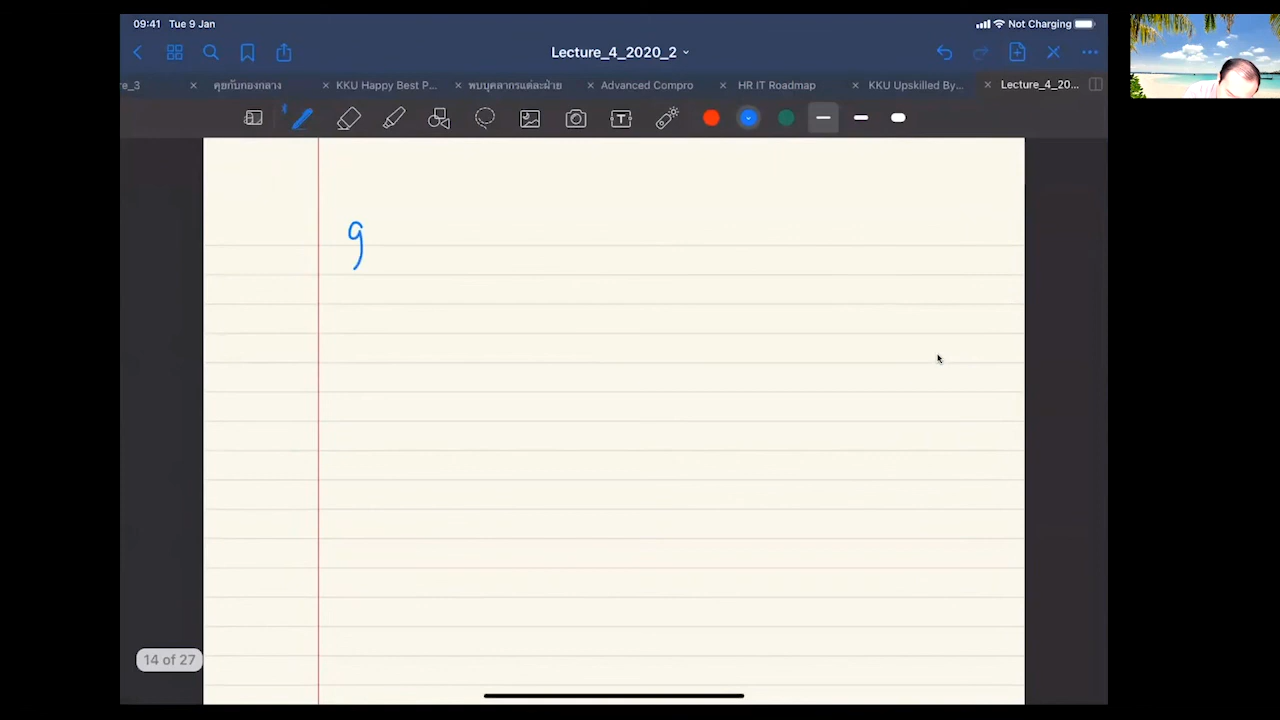 09:41 Tue 9 Jan
Not Charging
Lecture_4_2020_2
re_3
คุยกับกองกลาง
KKU Happy Best P...
พบบุคลากรแต่ละฝ่าย
Advanced Compro
HR IT Roadmap
KKU Upskilled By...
Lecture_4_20...
T
9
14 of 27